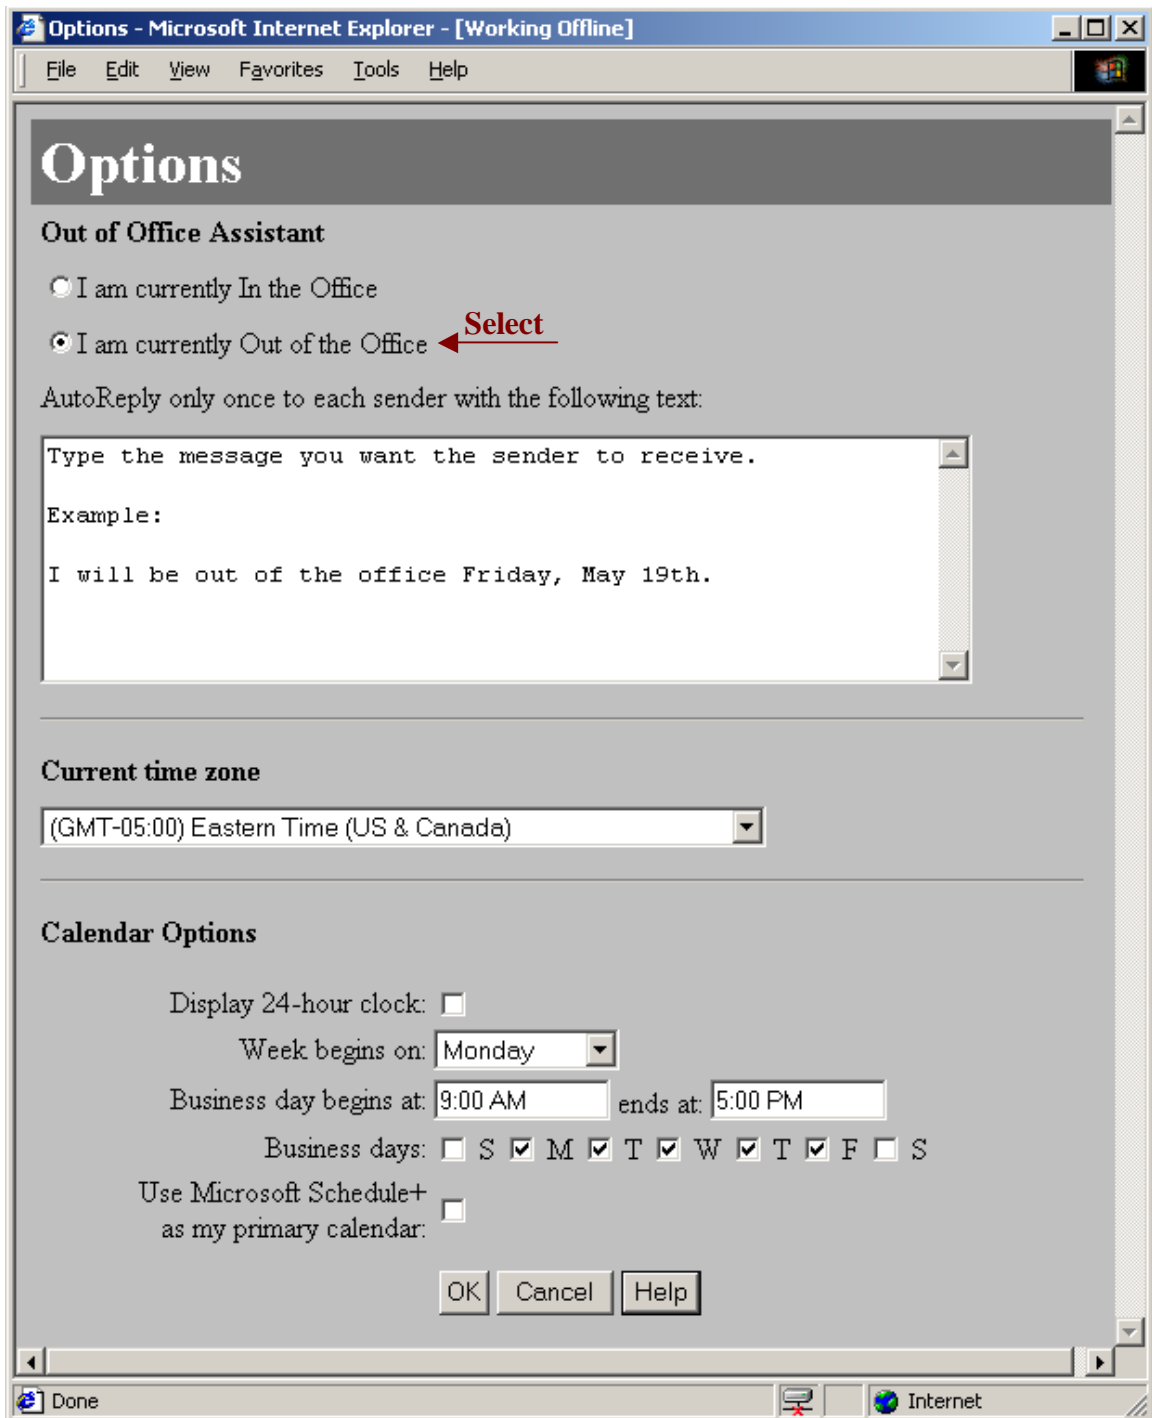 Options - Microsoft Internet Explorer - [Working Offline]
File Edit View Favorites Tools Help
Options
Out of Office Assistant
I am currently In the Office
I am currently Out of the Office Select
AutoReply only once to each sender with the following text:
Type the message you want the sender to receive.
Example:
I will be out of the office Friday, May 19th.
Current time zone
(GMT-05:00) Eastern Time (US & Canada)
Calendar Options
Display 24-hour clock:
Week begins on: Monday
Business day begins at: 9:00 AM ends at: 5:00 PM
Business days: S M T W T F S
Use Microsoft Schedule+
as my primary calendar:
OK Cancel Help
Done Internet